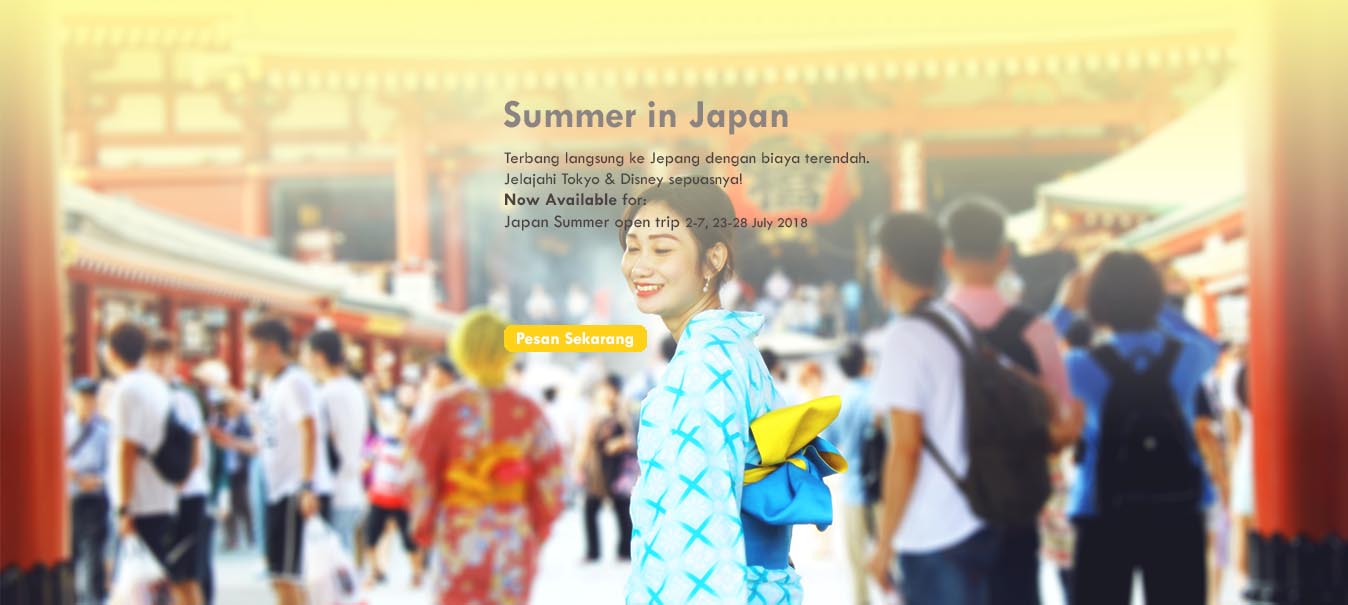 Summer in Japan
Terbang langsung ke Jepang dengan biaya terendah.
Jelajahi Tokyo & Disney sepuasnya!
Now Available for:
Japan Summer open trip 2-7, 23-28 July 2018
Pesan Sekarang